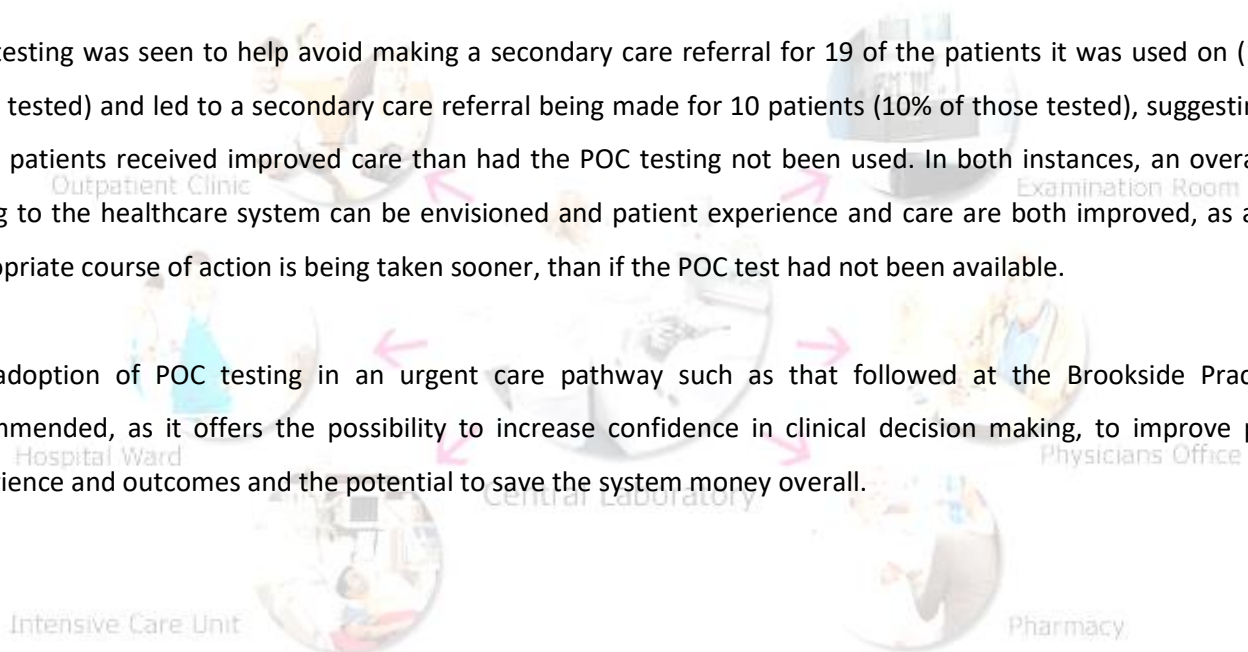 testing was seen to help avoid making a secondary care referral for 19 of the patients it was used on (
tested) and led to a secondary care referral being made for 10 patients (10% of those tested), suggestin
patients received improved care than had the POC testing not been used. In both instances, an overa
Outpatient Clinic
Examination Room
g to the healthcare system can be envisioned and patient experience and care are both improved, as a
opriate course of action is being taken sooner, than if the POC test had not been available.
adoption of POC testing in an urgent care pathway such as that followed at the Brookside Prac
mmended, as it offers the possibility to increase confidence in clinical decision making, to improve p
Hospital Ward
Physicians Office
rience and outcomes and the potential to save the system money overall.
Central Laboratory
Intensive Care Unit
Pharmacy